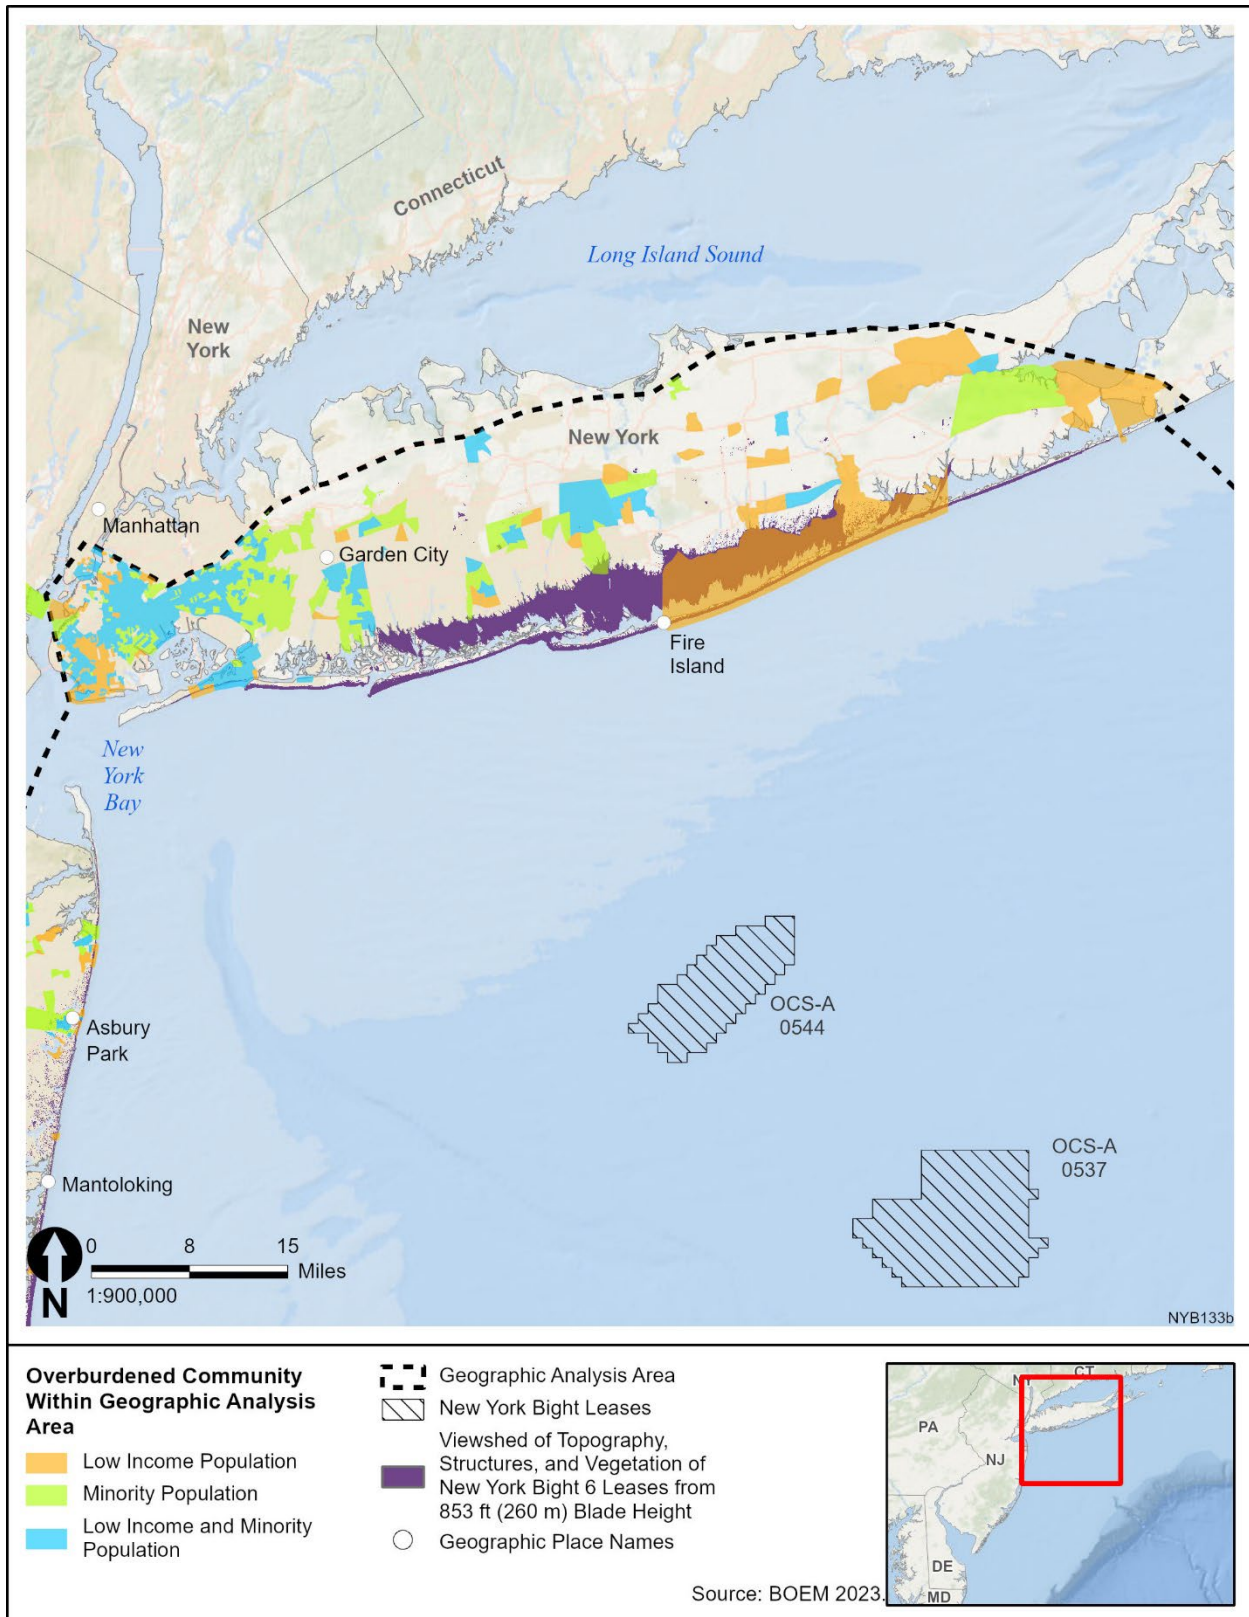 Connecticut
Long Island Sound
New
York
New York
Manhattan
Garden City
Fire
Island
New
York
Bay
OCS-A
0544
Asbury
Park
OCS-A
0537
Mantoloking
0 8 15
Miles
1:900,000
N
NYB133b
Overburdened Community
Within Geographic Analysis
Area
Low Income Population
Minority Population
Low Income and Minority
Population
Geographic Analysis Area
New York Bight Leases
Viewshed of Topography,
Structures, and Vegetation of
New York Bight 6 Leases from
853 ft (260 m) Blade Height
Geographic Place Names
Source: BOEM 2023.
NY
CT
PA
NJ
DE
MD